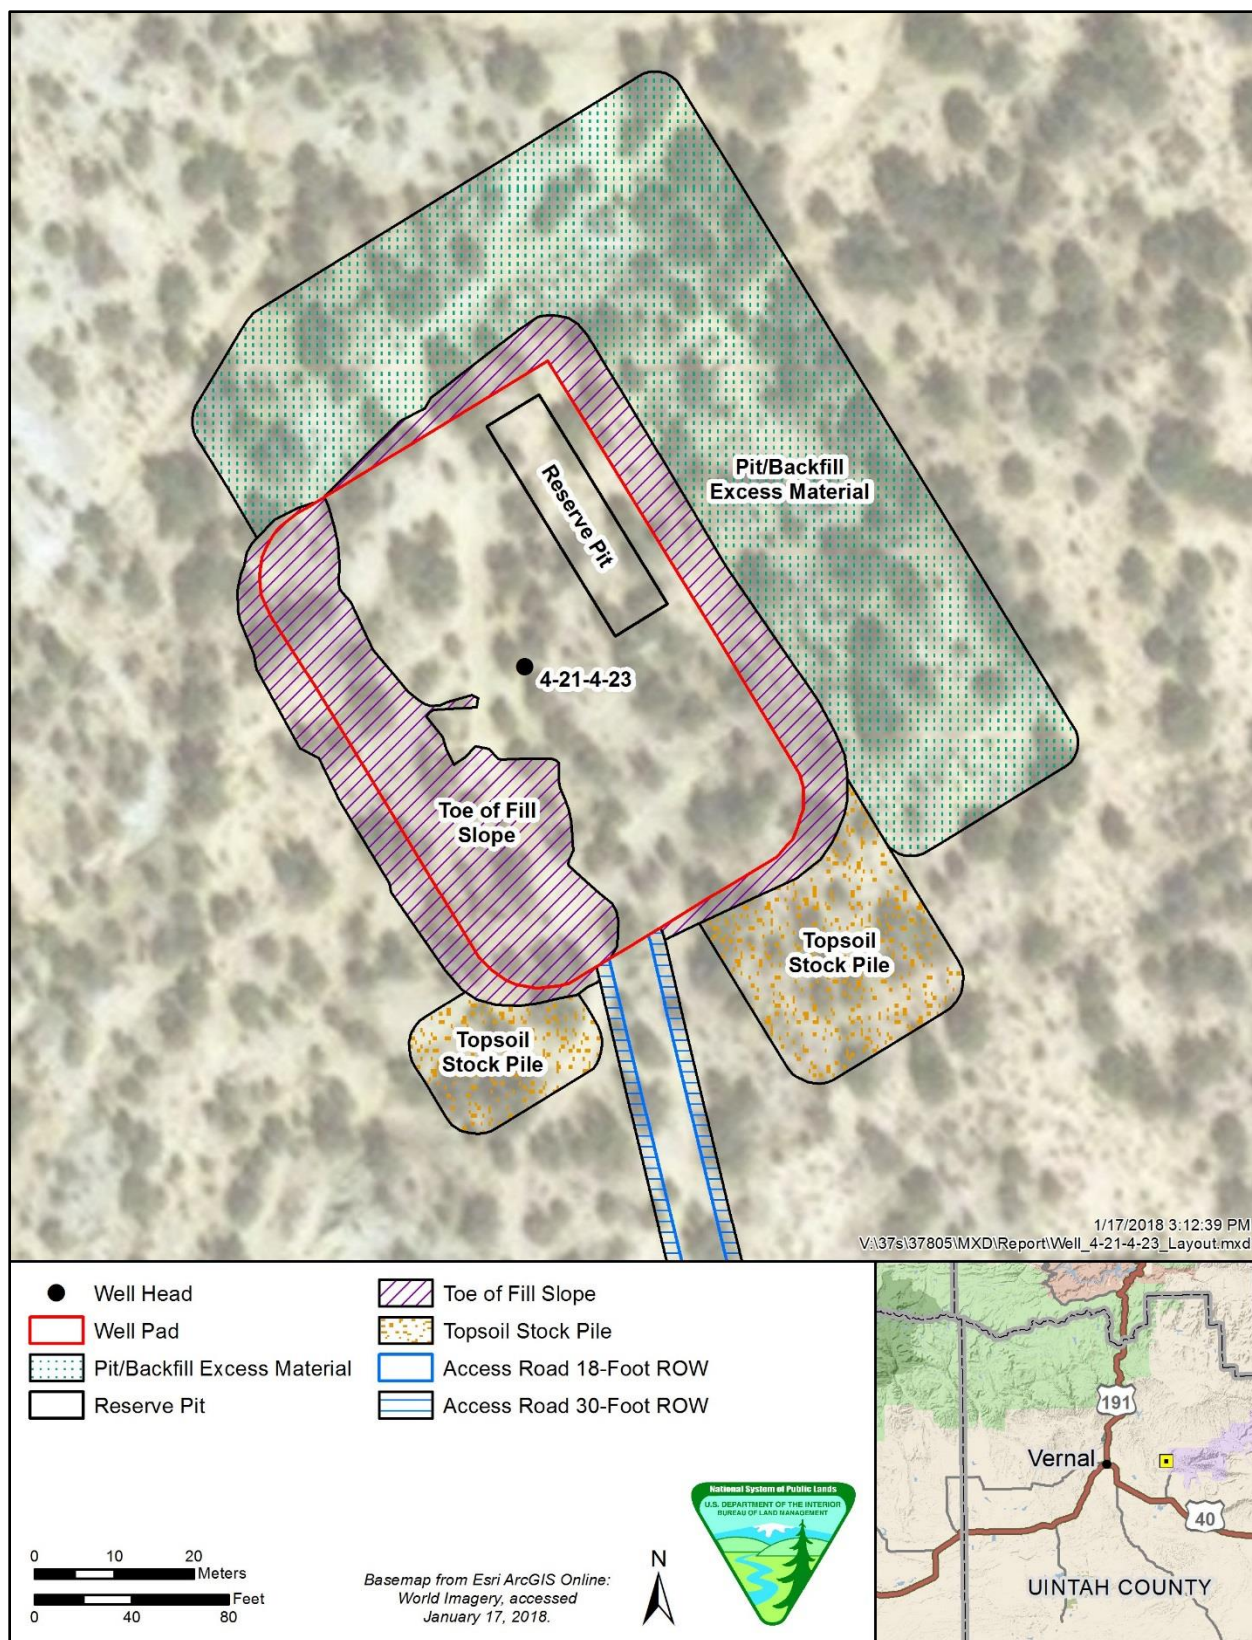 Reserve Pit
Pit/Backfill
Excess Material
4-21-4-23
Toe of Fill
Slope
Topsoil
Stock Pile
Topsoil
Stock Pile
1/17/2018 3:12:39 PM
V:\37s\37805\MXD\Report\Well_4-21-4-23_Layout.mxd
Well Head
Well Pad
Pit/Backfill Excess Material
Reserve Pit
Toe of Fill Slope
Topsoil Stock Pile
Access Road 18-Foot ROW
Access Road 30-Foot ROW
0 10 20
Meters
Feet
0 40 80
Basemap from Esri ArcGIS Online:
World Imagery, accessed
January 17, 2018.
N
National System of Public Lands
U.S. DEPARTMENT OF THE INTERIOR
BUREAU OF LAND MANAGEMENT
191
Vernal
40
UINTAH COUNTY